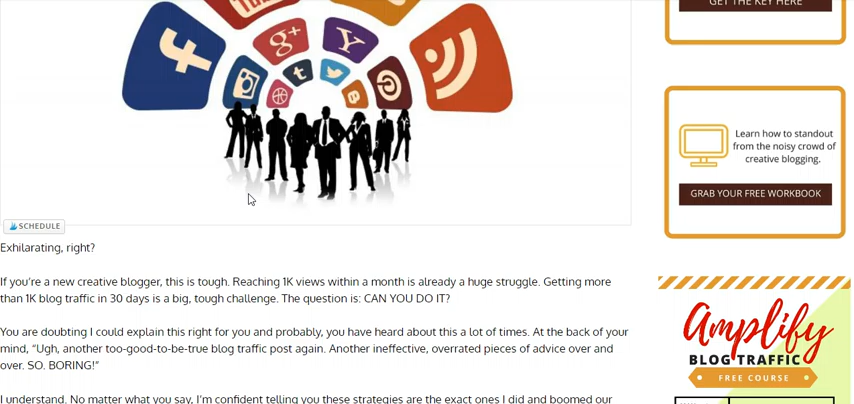 GET THE KEY HERE
Learn how to standout
from the noisy crowd of
creative blogging.
GRAB YOUR FREE WORKBOOK
SCHEDULE
Exhilarating, right?
If you're a new creative blogger, this is tough. Reaching 1K views within a month is already a huge struggle. Getting more
than 1K blog traffic in 30 days is a big, tough challenge. The question is: CAN YOU DO IT?
You are doubting I could explain this right for you and probably, you have heard about this a lot of times. At the back of your
mind, “Ugh, another too-good-to-be-true blog traffic post again. Another ineffective, overrated pieces of advice over and
over. SO. BORING!”
I understand. No matter what you say, I'm confident telling you these strategies are the exact ones I did and boomed our
Amplify
BLOG TRAFFIC
FREE COURSE